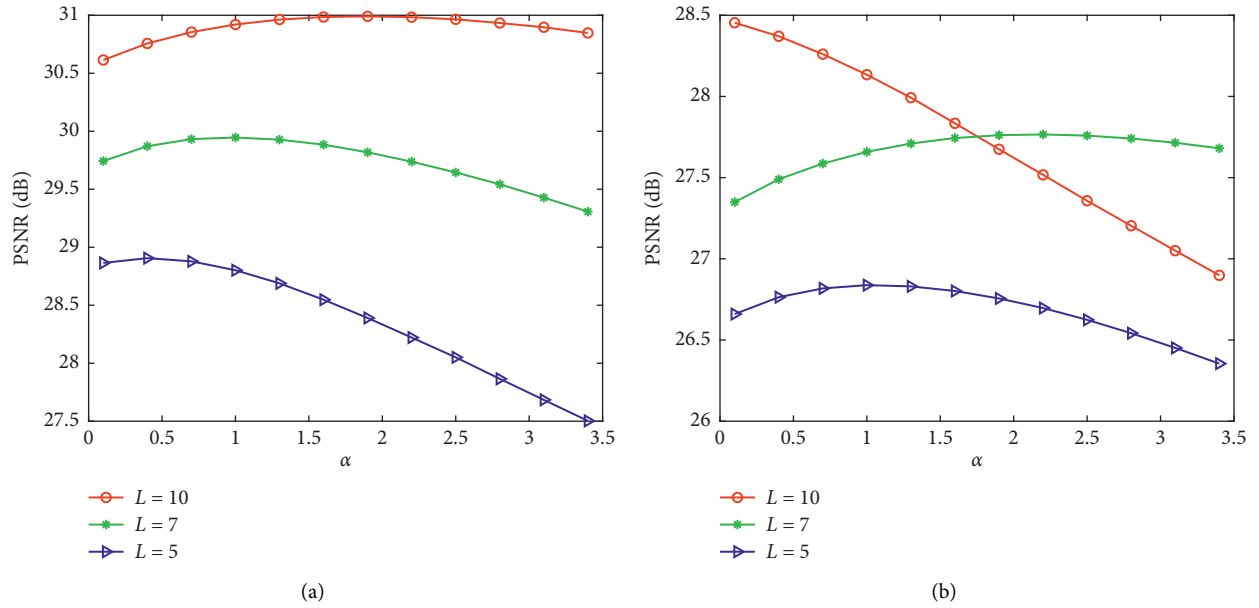 31
30.5
30
29.5
29
28.5
28
27.5
PSNR (dB)
0 0.5 1 1.5 2 2.5 3 3.5
α
L = 10
L = 7
L = 5
(a)
28.5
28
27.5
27
26.5
26
PSNR (dB)
0 0.5 1 1.5 2 2.5 3 3.5
α
L = 10
L = 7
L = 5
(b)